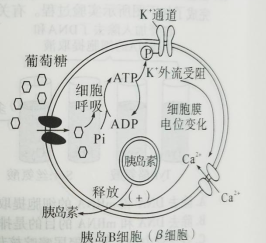 K⁺通道
葡萄糖
P
ATP
K⁺外流受阻
细胞
呼吸
细胞膜
电位变化
ADP
Pi
胰岛素
Ca²⁺
释放
(+)
Ca²⁺
胰岛素
胰岛B细胞(β细胞)